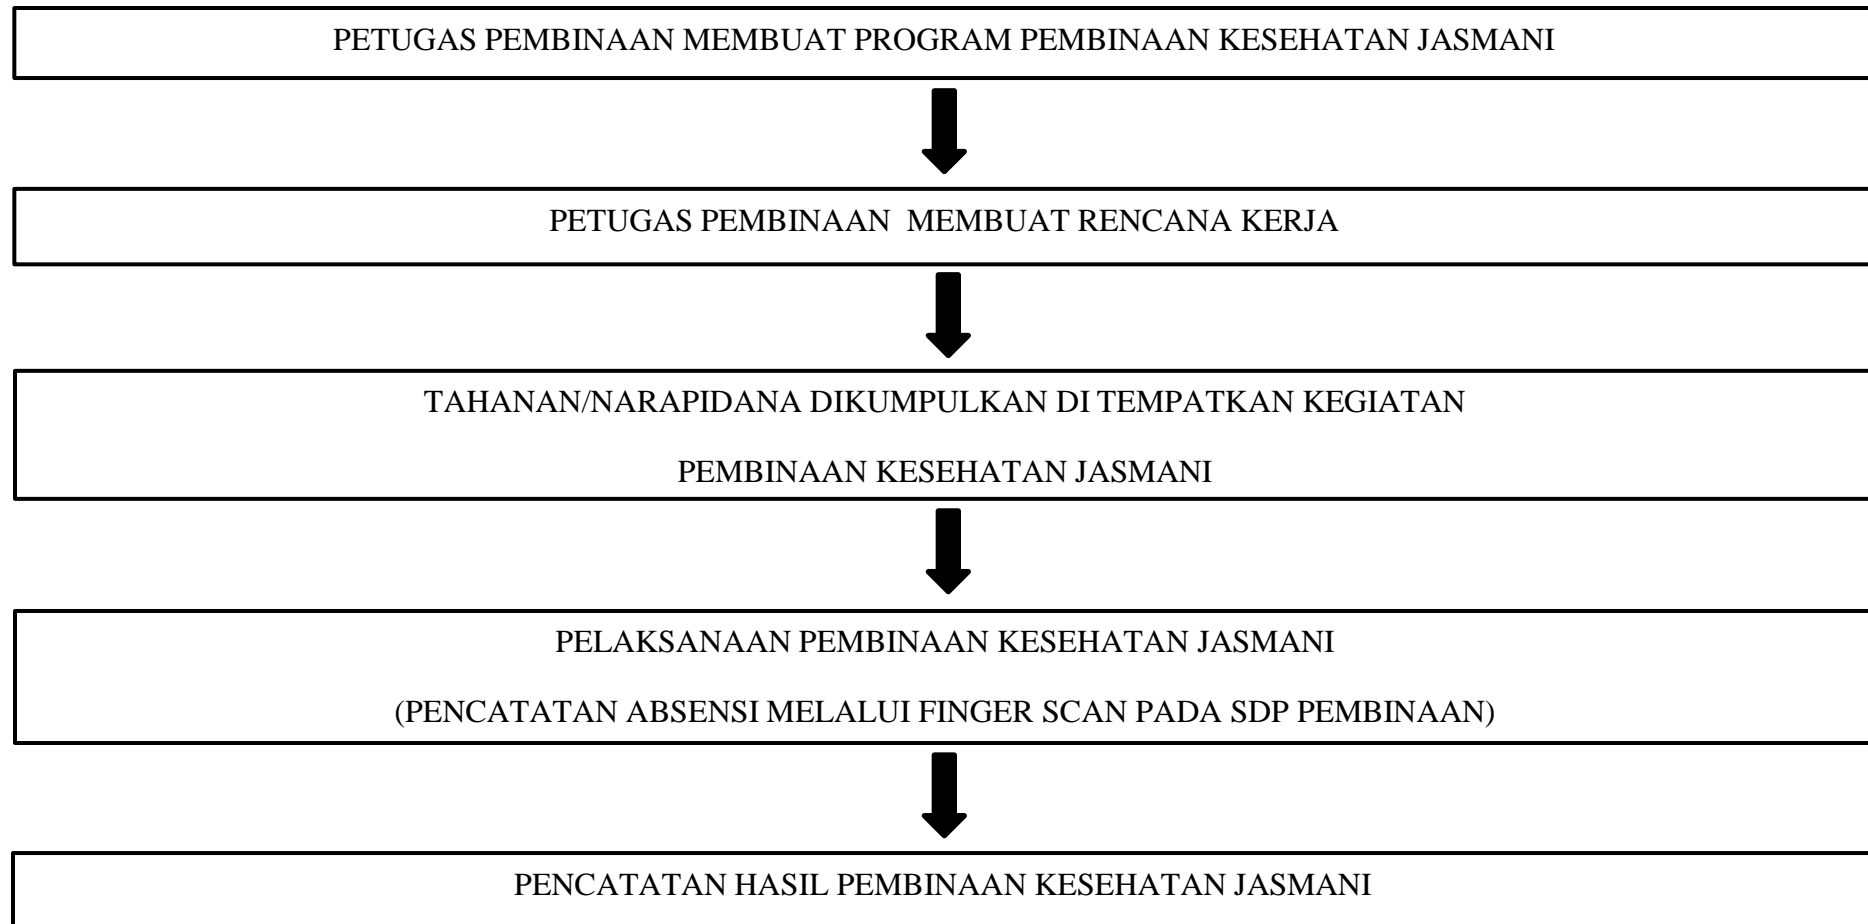 PETUGAS PEMBINAAN MEMBUAT PROGRAM PEMBINAAN KESEHATAN JASMANI
PETUGAS PEMBINAAN MEMBUAT RENCANA KERJA
TAHANAN/NARAPIDANA DIKUMPULKAN DI TEMPATKAN KEGIATAN
PEMBINAAN KESEHATAN JASMANI
PELAKSANAAN PEMBINAAN KESEHATAN JASMANI
(PENCATATAN ABSENSI MELALUI FINGER SCAN PADA SDP PEMBINAAN)
PENCATATAN HASIL PEMBINAAN KESEHATAN JASMANI